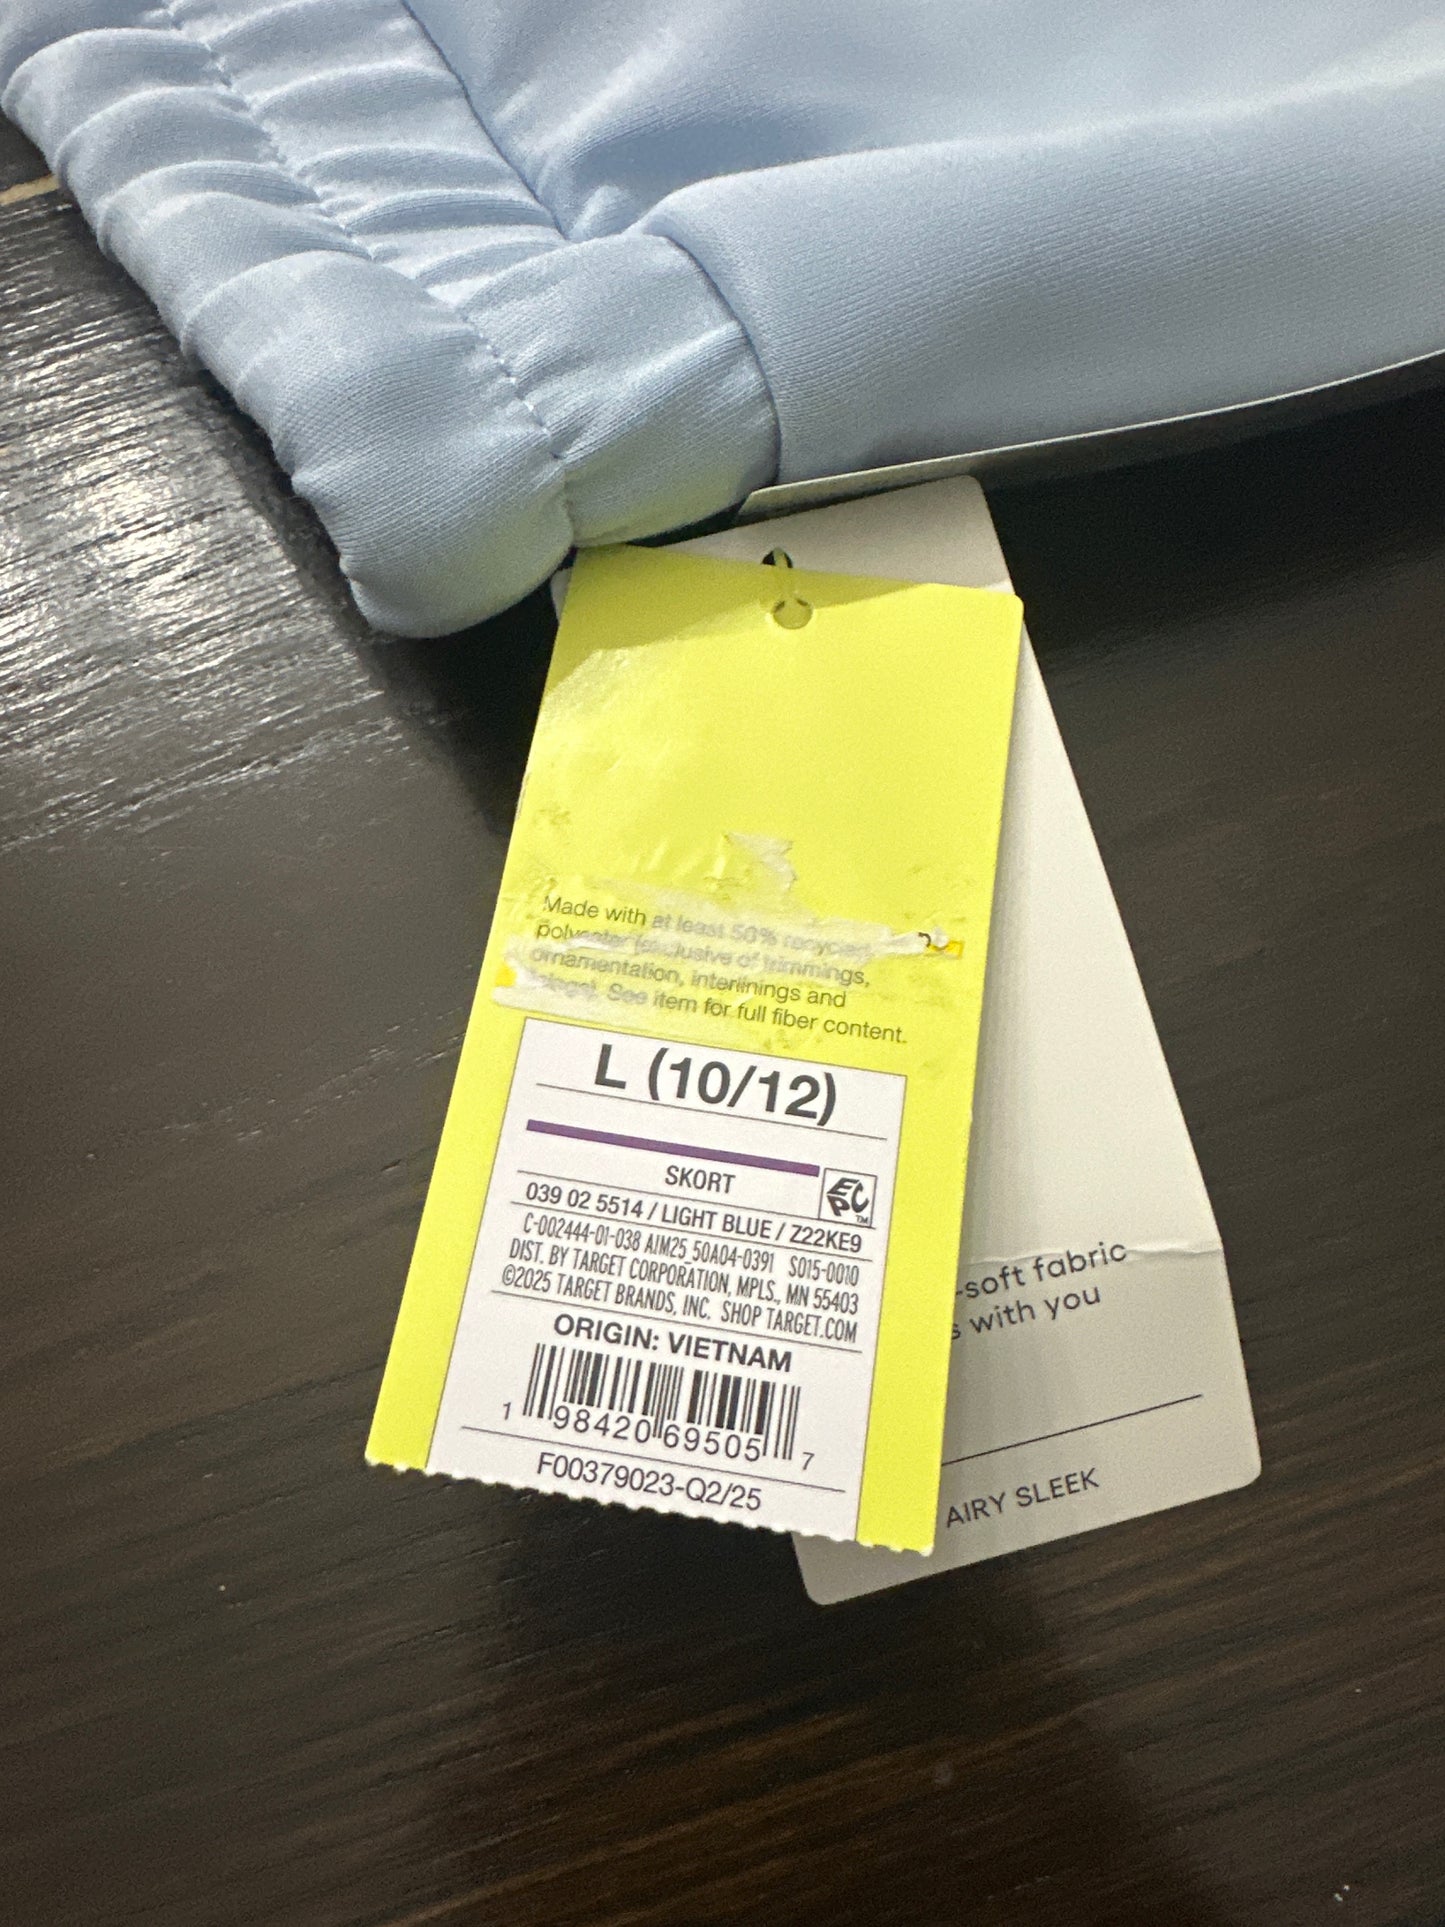 Made with at least 50% recycled
polyester (exclusive of trimmings,
ornamentation, interlinings and
See item for full fiber content.
L (10/12)
SKORT
EPC™
039 02 5514 / LIGHT BLUE / Z22KE9
C-002444-01-038 AIM25_50A04-0391 S015-0010
DIST. BY TARGET CORPORATION, MPLS., MN 55403
©2025 TARGET BRANDS, INC. SHOP TARGET.COM
ORIGIN: VIETNAM
1 98420 69505 7
F00379023-Q2/25
-soft fabric
s with you
AIRY SLEEK